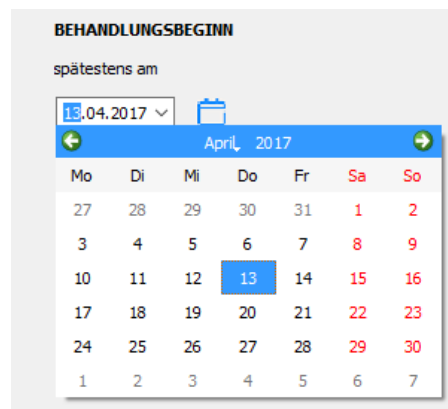 BEHANDLUNGSBEGINN
spätestens am
13.04.2017
April, 2017
Mo Di Mi Do Fr Sa So
27 28 29 30 31 1 2
3 4 5 6 7 8 9
10 11 12 13 14 15 16
17 18 19 20 21 22 23
24 25 26 27 28 29 30
1 2 3 4 5 6 7